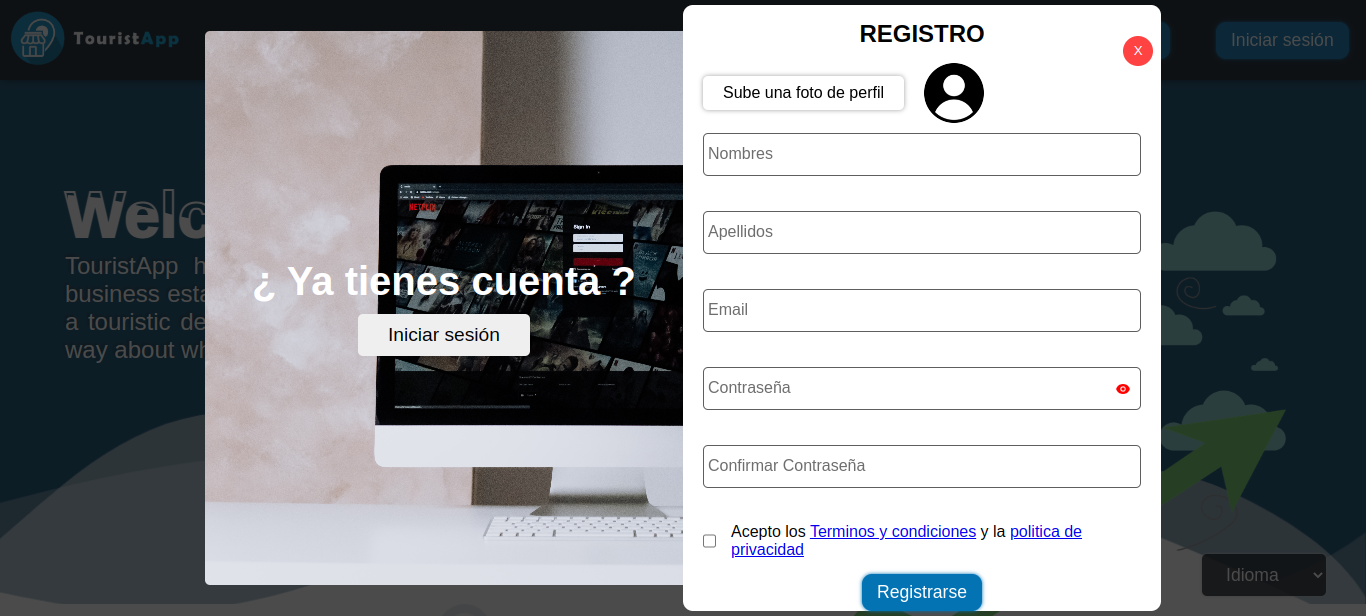 TouristApp
Iniciar sesión
Welc
TouristApp h
business esta
a touristic de
way about wh
NETFLIX
Sign In
¿ Ya tienes cuenta ?
Iniciar sesión
REGISTRO
X
Sube una foto de perfil
Nombres
Apellidos
Email
Contraseña
Confirmar Contraseña
Acepto los Terminos y condiciones y la politica de
privacidad
Registrarse
Idioma